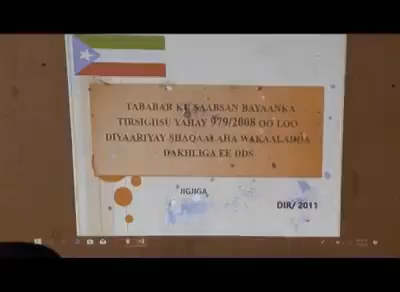 TABABAR KU SAABSAN BAYAANKA
TIRSIGIISU YAHAY 979/2008 OO LOO
DIYAARIYAY SHAQAALAHA WAKAALADDA
DAKHLIGA EE DDS
JIGJIGA
DIR/ 2011